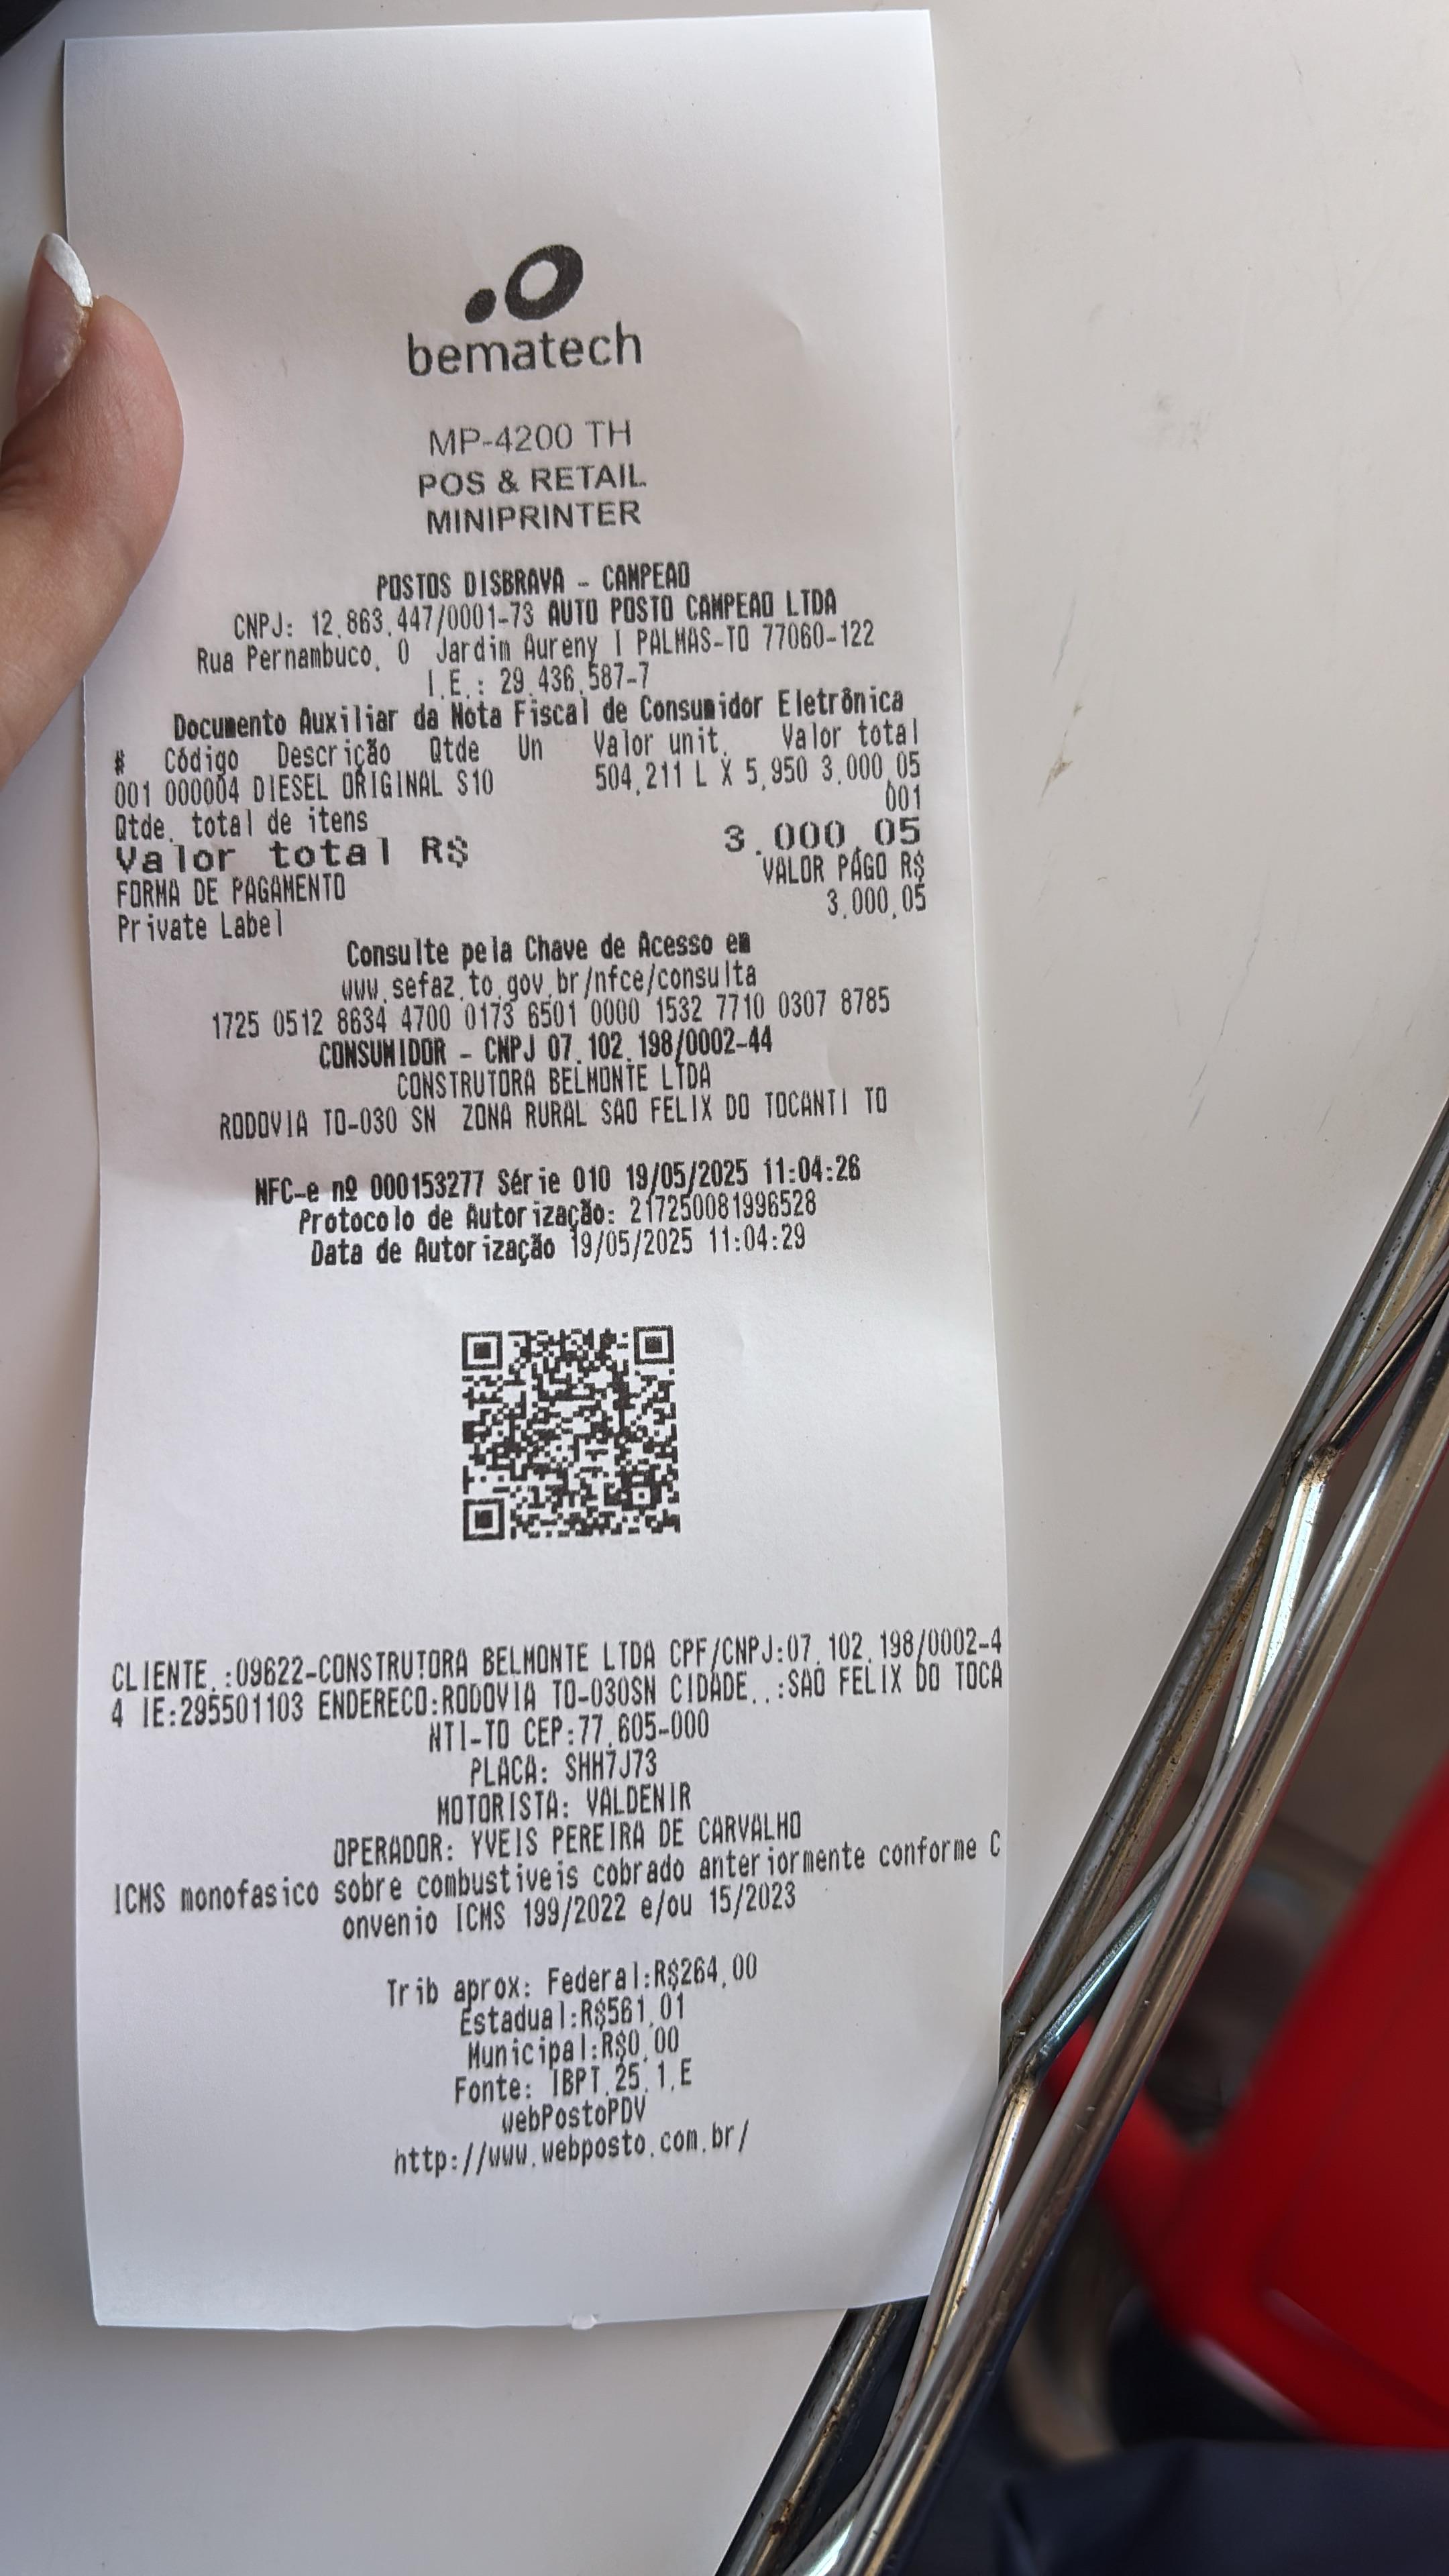 bematech
MP-4200 TH
POS & RETAIL
MINIPRINTER
POSTOS DISBRAVA - CAMPEAO
CNPJ: 12.863.447/0001-73 AUTO POSTO CAMPEAO LTDA
Rua Pernambuco, 0 Jardim Aureny I PALMAS-TO 77060-122
I.E.: 29.436.587-7
Documento Auxiliar da Nota Fiscal de Consumidor Eletrônica
# Código Descrição Qtde Un Valor unit. Valor total
001 000004 DIESEL ORIGINAL S10 504,211 L X 5,950 3.000,05
Qtde. total de itens 001
Valor total R$ 3.000,05
FORMA DE PAGAMENTO VALOR PAGO R$
Private Label 3.000,05
Consulte pela Chave de Acesso em
www.sefaz.to.gov.br/nfce/consulta
1725 0512 8634 4700 0173 6501 0000 1532 7710 0307 8785
CONSUMIDOR - CNPJ 07.102.198/0002-44
CONSTRUTORA BELMONTE LTDA
RODOVIA TO-030 SN ZONA RURAL SAO FELIX DO TOCANTI TO
NFC-e nº 000153277 Série 010 19/05/2025 11:04:26
Protocolo de Autorização: 217250081996528
Data de Autorização 19/05/2025 11:04:29
CLIENTE.:09622-CONSTRUTORA BELMONTE LTDA CPF/CNPJ:07.102.198/0002-4
4 IE:295501103 ENDERECO:RODOVIA TO-030SN CIDADE..:SAO FELIX DO TOCA
NTI-TO CEP:77.605-000
PLACA: SHH7J73
MOTORISTA: VALDENIR
OPERADOR: YVEIS PEREIRA DE CARVALHO
ICMS monofasico sobre combustiveis cobrado anteriormente conforme C
onvenio ICMS 199/2022 e/ou 15/2023
Trib aprox: Federal:R$264,00
Estadual:R$561,01
Municipal:R$0,00
Fonte: IBPT.25.1.E
webPostoPDV
http://www.webposto.com.br/